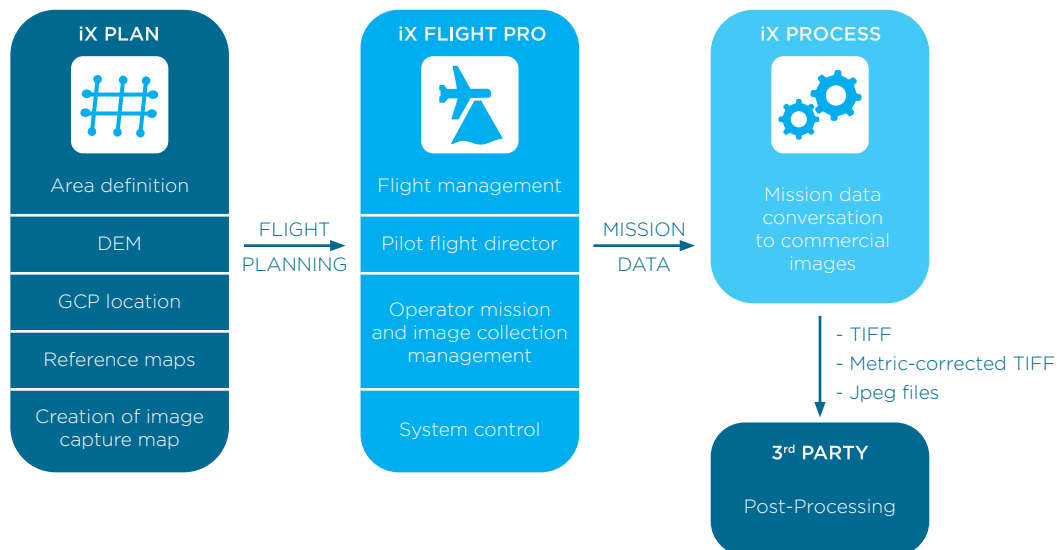 iX PLAN
Area definition
DEM
GCP location
Reference maps
Creation of image
capture map
FLIGHT
PLANNING
iX FLIGHT PRO
Flight management
Pilot flight director
Operator mission
and image collection
management
System control
MISSION
DATA
iX PROCESS
Mission data
conversation
to commercial
images
- TIFF
- Metric-corrected TIFF
- Jpeg files
3rd PARTY
Post-Processing